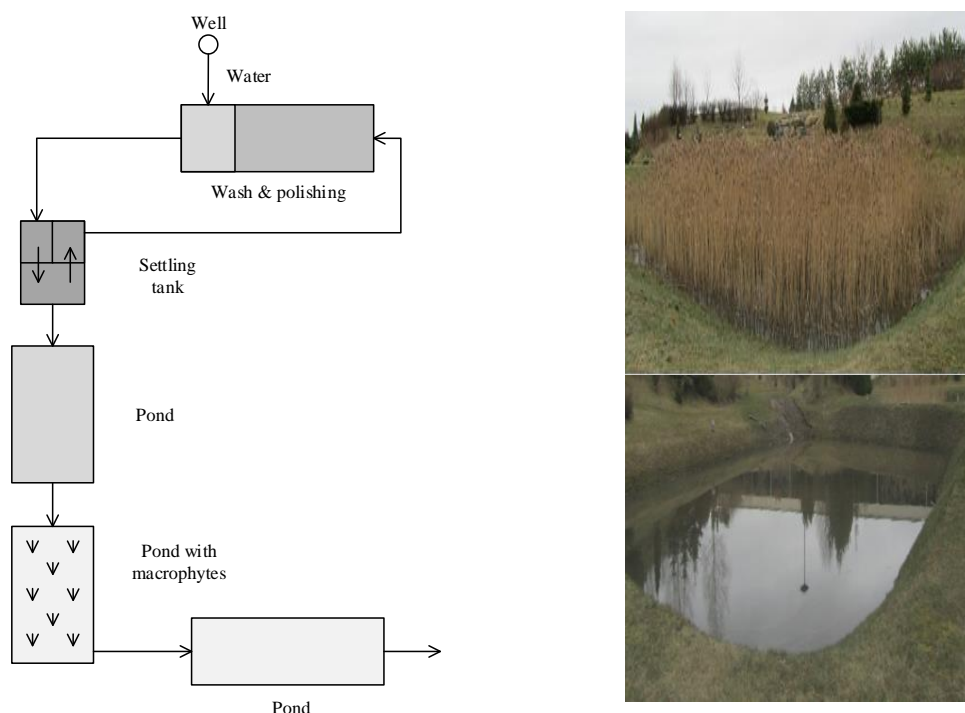 Well
Water
Wash & polishing
Settling
tank
Pond
Pond with
macrophytes
Pond